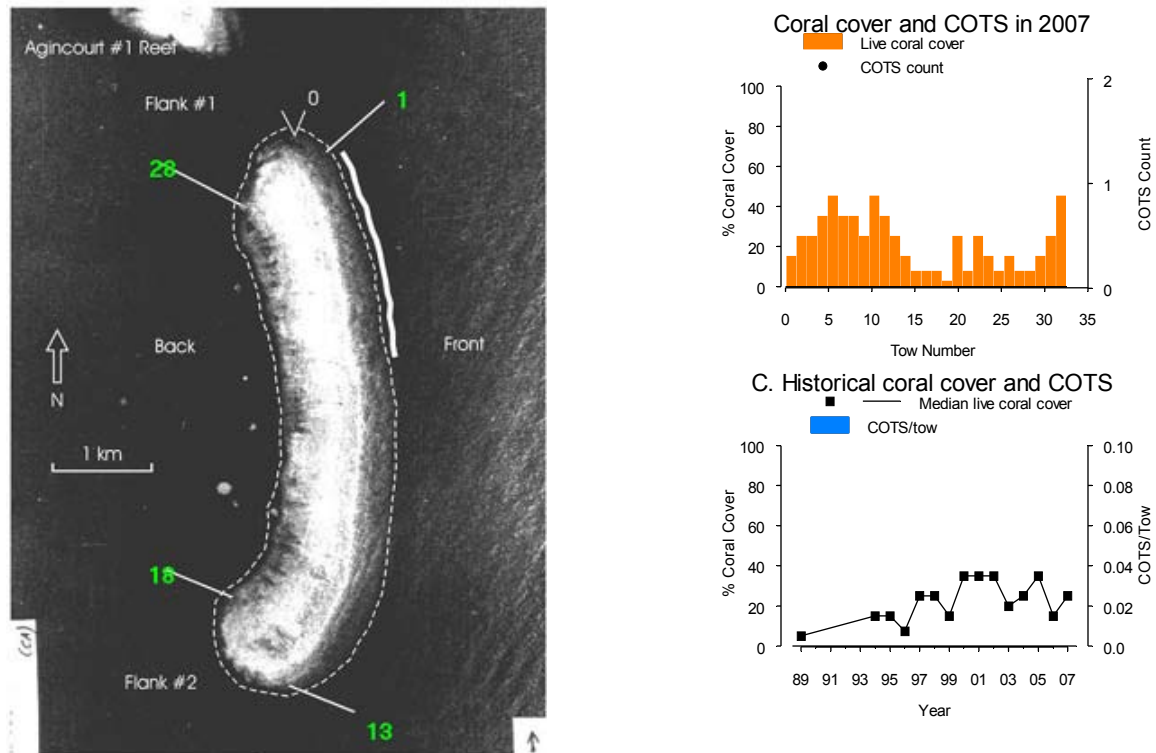 Agincourt #1 Reef
Flank #1
0
1
28
Back
Front
N
1 km
18
(CA)
Flank #2
13
Coral cover and COTS in 2007
Live coral cover
COTS count
100
80
60
40
20
0
% Coral Cover
2
1
0
COTS Count
0 5 10 15 20 25 30 35
Tow Number
C. Historical coral cover and COTS
Median live coral cover
COTS/tow
100
80
60
40
20
0
% Coral Cover
0.10
0.08
0.06
0.04
0.02
0.0
COTS/Tow
89 91 93 95 97 99 01 03 05 07
Year